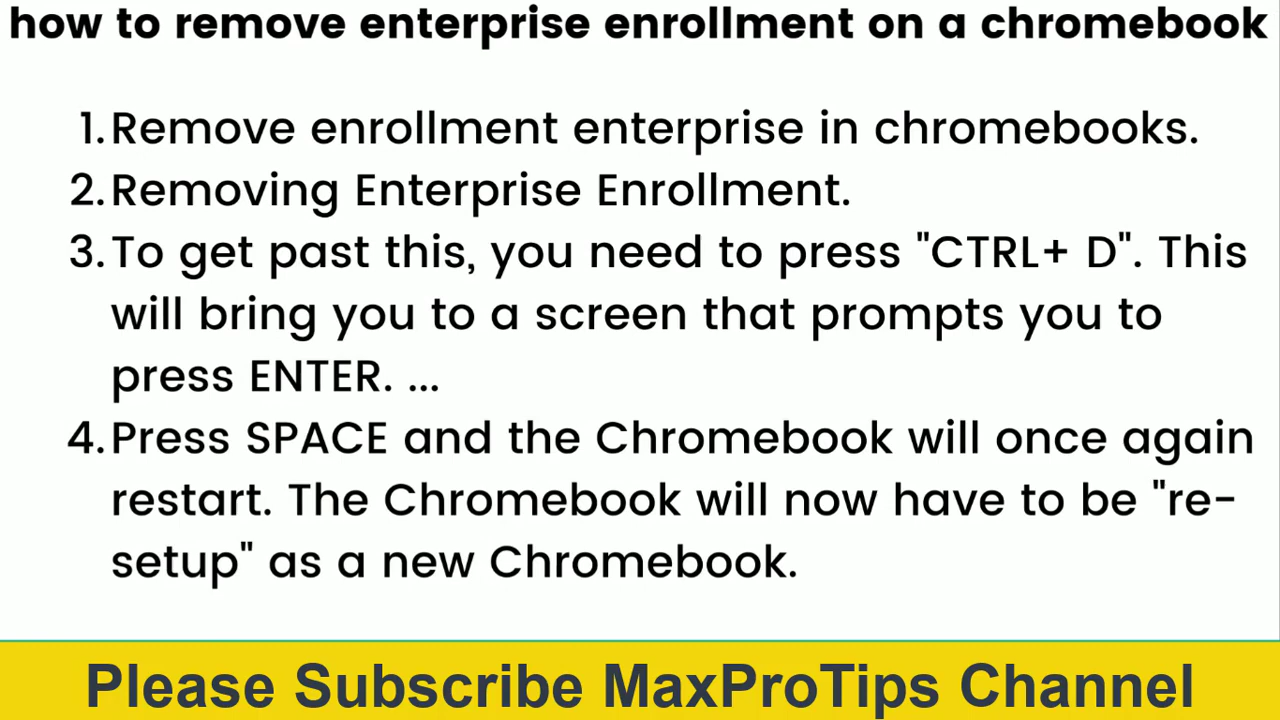 how to remove enterprise enrollment on a chromebook
1. Remove enrollment enterprise in chromebooks.
2. Removing Enterprise Enrollment.
3. To get past this, you need to press "CTRL+ D". This
will bring you to a screen that prompts you to
press ENTER. ...
4. Press SPACE and the Chromebook will once again
restart. The Chromebook will now have to be "re-
setup" as a new Chromebook.
Please Subscribe MaxProTips Channel